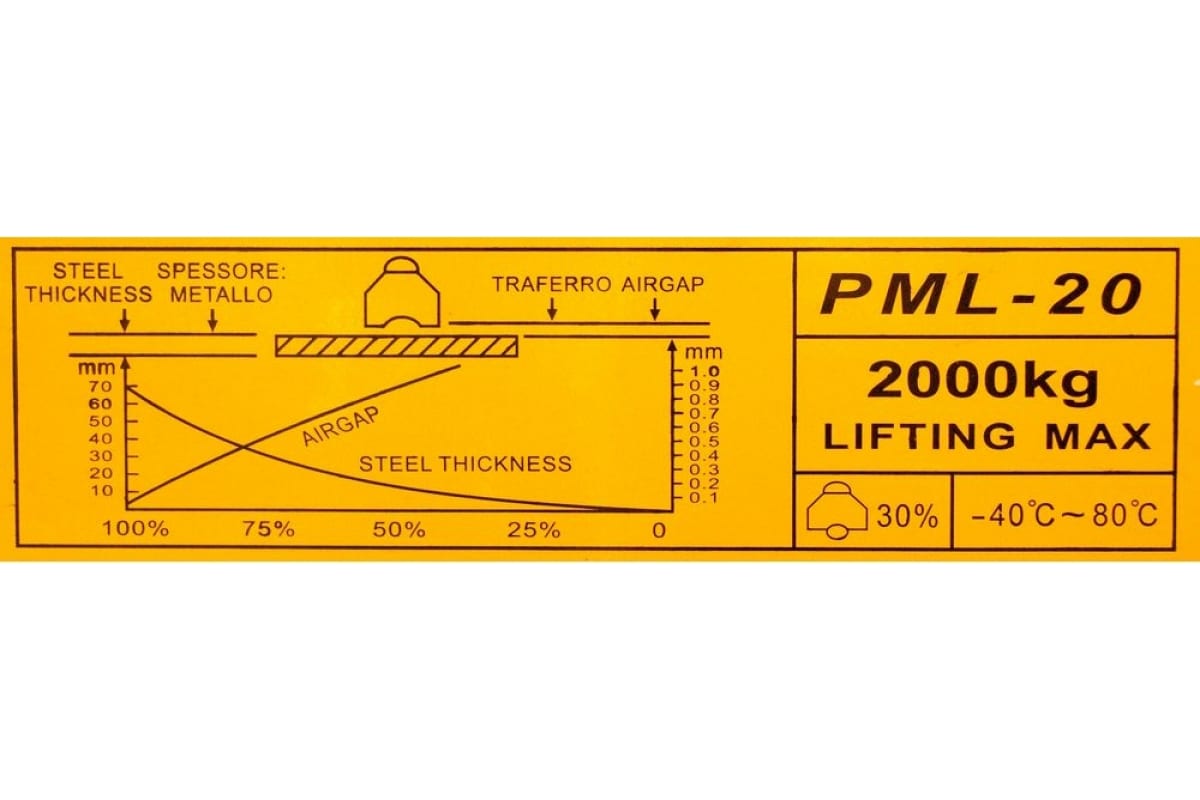 STEEL SPESSORE:
THICKNESS METALLO
TRAFERRO AIRGAP
mm
70
60
50
40
30
20
10
AIRGAP
STEEL THICKNESS
mm
1.0
0.9
0.8
0.7
0.6
0.5
0.4
0.3
0.2
0.1
100% 75% 50% 25% 0
PML-20
2000kg
LIFTING MAX
30%
-40℃~80℃